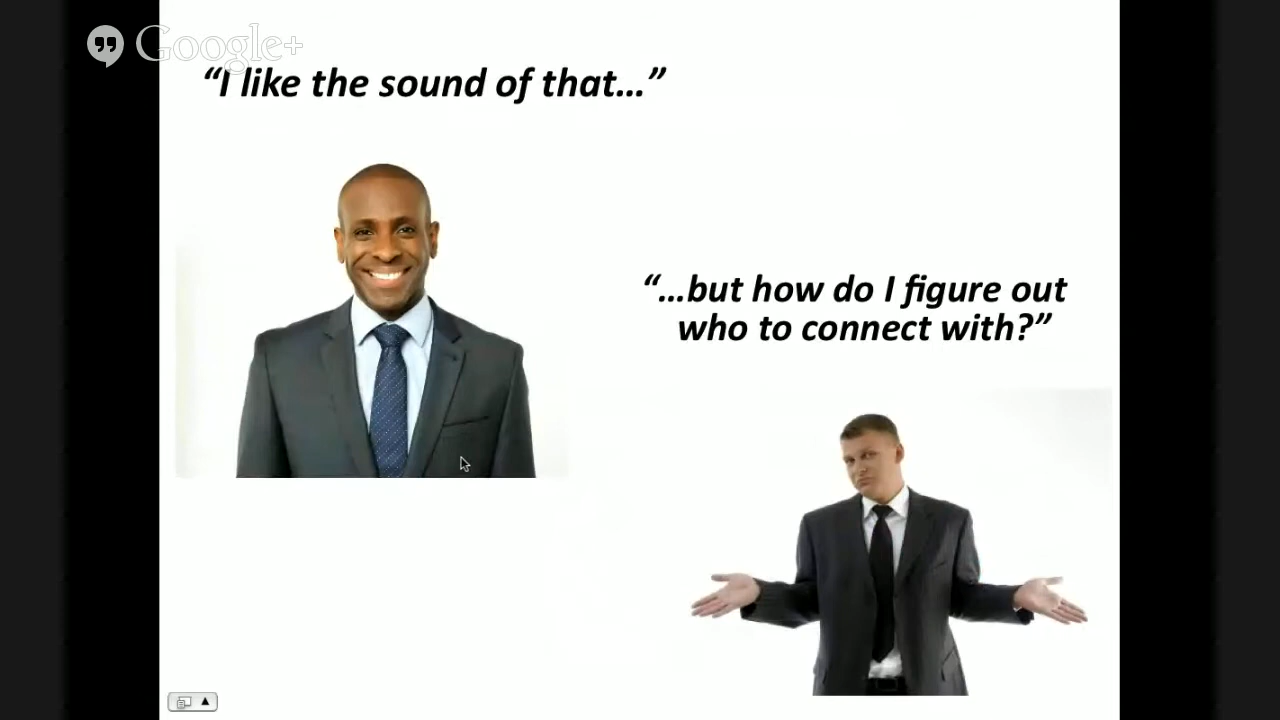 Google+
“I like the sound of that...”
“...but how do I figure out
who to connect with?”